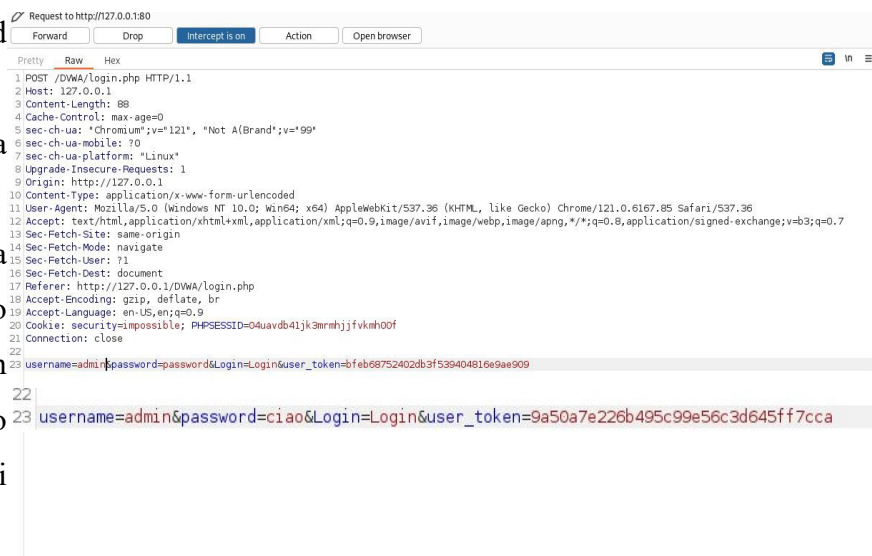 Request to http://127.0.0.1:80
Forward Drop Intercept is on Action Open browser
Pretty Raw Hex \n
1 POST /DVWA/login.php HTTP/1.1
2 Host: 127.0.0.1
3 Content-Length: 88
4 Cache-Control: max-age=0
5 sec-ch-ua: "Chromium";v="121", "Not A(Brand";v="99"
6 sec-ch-ua-mobile: ?0
7 sec-ch-ua-platform: "Linux"
8 Upgrade-Insecure-Requests: 1
9 Origin: http://127.0.0.1
10 Content-Type: application/x-www-form-urlencoded
11 User-Agent: Mozilla/5.0 (Windows NT 10.0; Win64; x64) AppleWebKit/537.36 (KHTML, like Gecko) Chrome/121.0.6167.85 Safari/537.36
12 Accept: text/html,application/xhtml+xml,application/xml;q=0.9,image/avif,image/webp,image/apng,*/*;q=0.8,application/signed-exchange;v=b3;q=0.7
13 Sec-Fetch-Site: same-origin
14 Sec-Fetch-Mode: navigate
15 Sec-Fetch-User: ?1
16 Sec-Fetch-Dest: document
17 Referer: http://127.0.0.1/DVWA/login.php
18 Accept-Encoding: gzip, deflate, br
19 Accept-Language: en-US,en;q=0.9
20 Cookie: security=impossible; PHPSESSID=04uavdb41jk3mrmhjjfvkmh00f
21 Connection: close
22
23 username=admin&password=password&Login=Login&user_token=bfeb68752402db3f539404816e9ae909
22
23 username=admin&password=ciao&Login=Login&user_token=9a50a7e226b495c99e56c3d645ff7cca